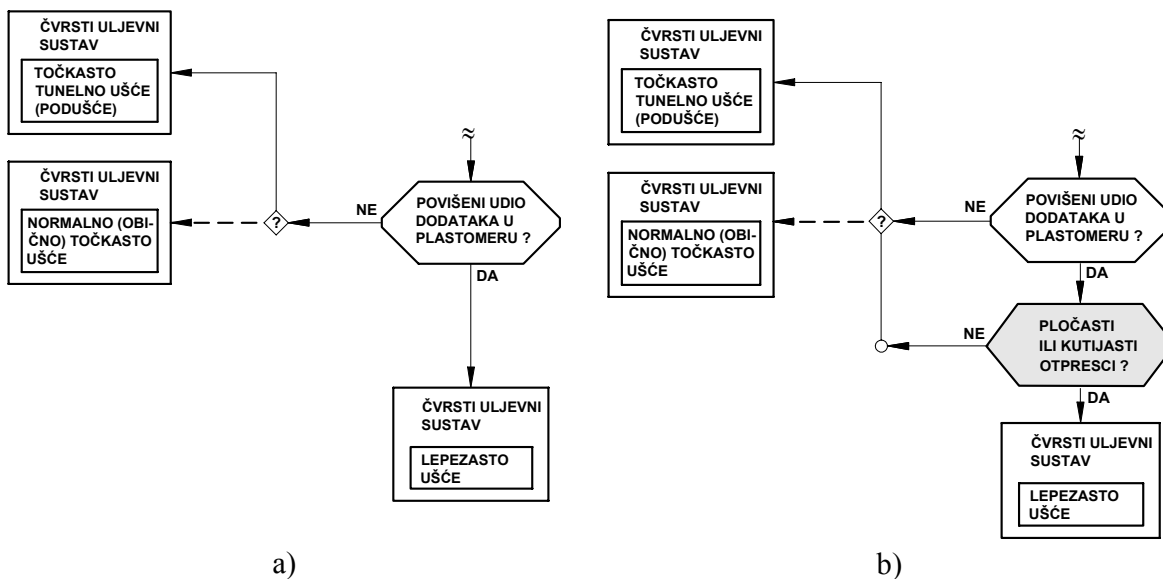 ČVRSTI ULJEVNI
SUSTAV
TOČKASTO
TUNELNO UŠĆE
(PODUŠĆE)
ČVRSTI ULJEVNI
SUSTAV
NORMALNO (OBI-
ČNO) TOČKASTO
UŠĆE
?
NE
≈
POVIŠENI UDIO
DODATAKA U
PLASTOMERU ?
DA
ČVRSTI ULJEVNI
SUSTAV
LEPEZASTO
UŠĆE
a)
ČVRSTI ULJEVNI
SUSTAV
TOČKASTO
TUNELNO UŠĆE
(PODUŠĆE)
ČVRSTI ULJEVNI
SUSTAV
NORMALNO (OBI-
ČNO) TOČKASTO
UŠĆE
?
NE
≈
POVIŠENI UDIO
DODATAKA U
PLASTOMERU ?
DA
NE
PLOČASTI
ILI KUTIJASTI
OTPRESCI ?
DA
ČVRSTI ULJEVNI
SUSTAV
LEPEZASTO
UŠĆE
b)